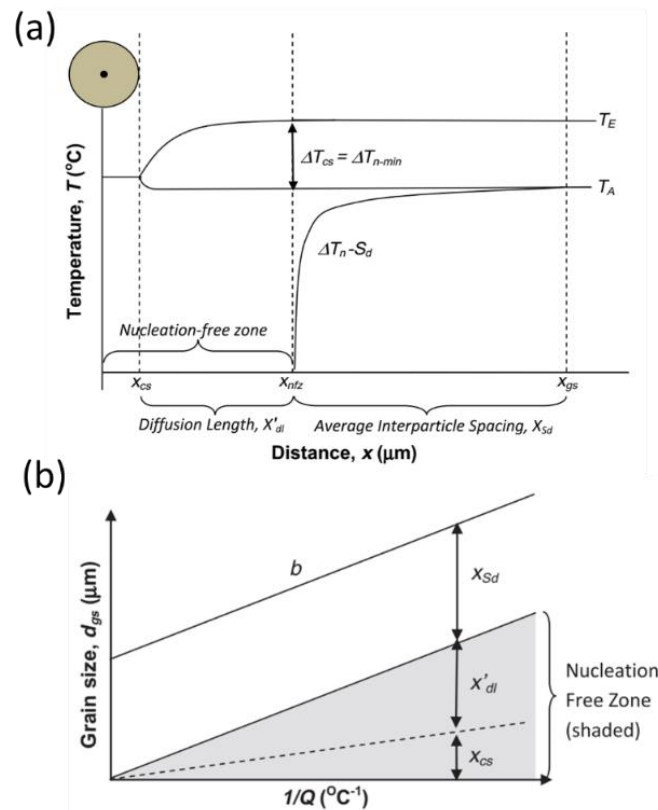 (a)
Temperature, T (°C)
T_E
ΔT_cs = ΔT_n-min
T_A
ΔT_n-S_d
Nucleation-free zone
x_cs
x_nfz
x_gs
Diffusion Length, X'_dl
Average Interparticle Spacing, X_Sd
Distance, x (μm)
(b)
Grain size, d_gs (μm)
b
x_Sd
x'_dl
x_cs
Nucleation
Free Zone
(shaded)
1/Q (°C⁻¹)